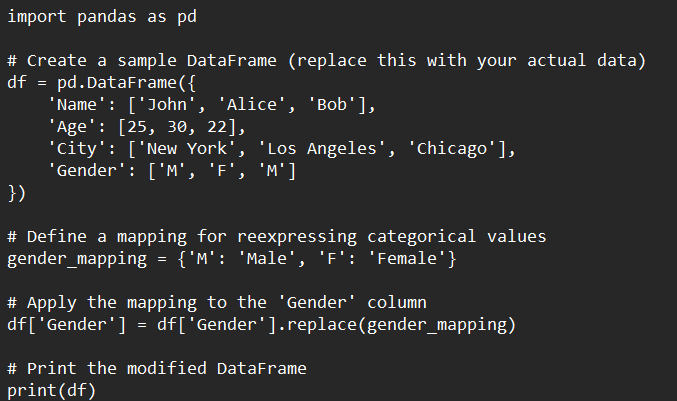 import pandas as pd

# Create a sample DataFrame (replace this with your actual data)
df = pd.DataFrame({
    'Name': ['John', 'Alice', 'Bob'],
    'Age': [25, 30, 22],
    'City': ['New York', 'Los Angeles', 'Chicago'],
    'Gender': ['M', 'F', 'M']
})

# Define a mapping for reexpressing categorical values
gender_mapping = {'M': 'Male', 'F': 'Female'}

# Apply the mapping to the 'Gender' column
df['Gender'] = df['Gender'].replace(gender_mapping)

# Print the modified DataFrame
print(df)